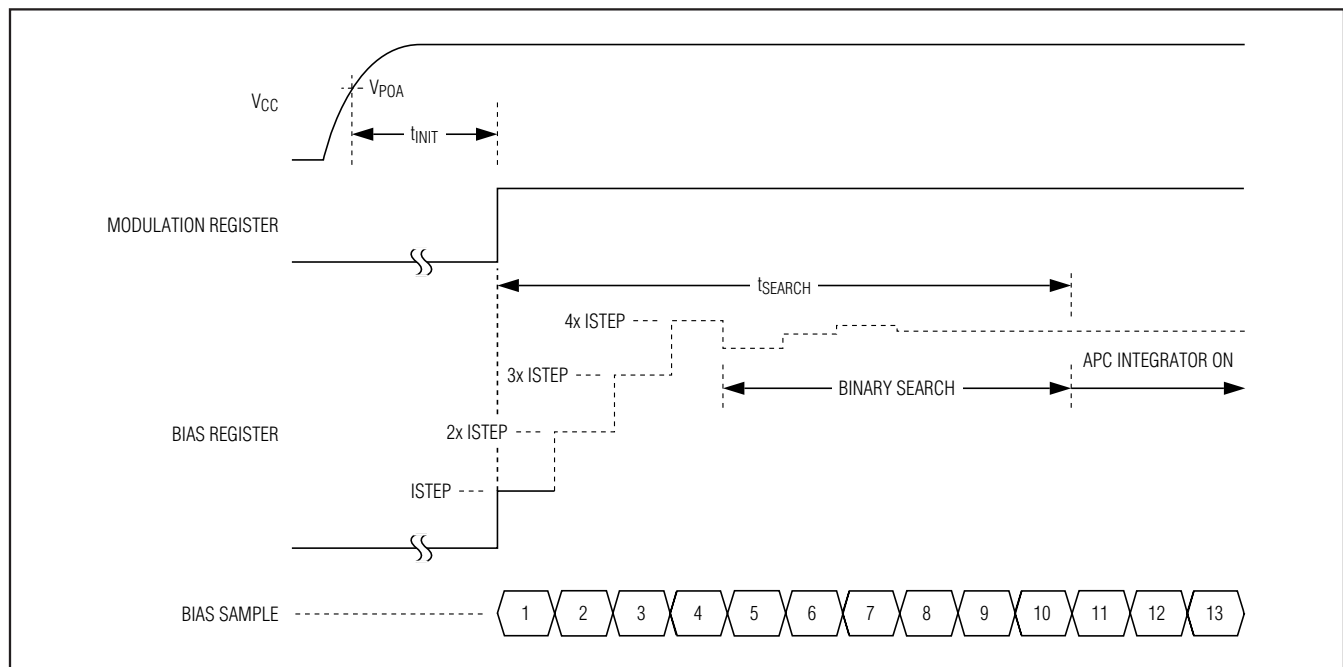 VCC
VPOA
tINIT
MODULATION REGISTER
tSEARCH
4x ISTEP
3x ISTEP
APC INTEGRATOR ON
BINARY SEARCH
2x ISTEP
BIAS REGISTER
ISTEP
BIAS SAMPLE
1 2 3 4 5 6 7 8 9 10 11 12 13